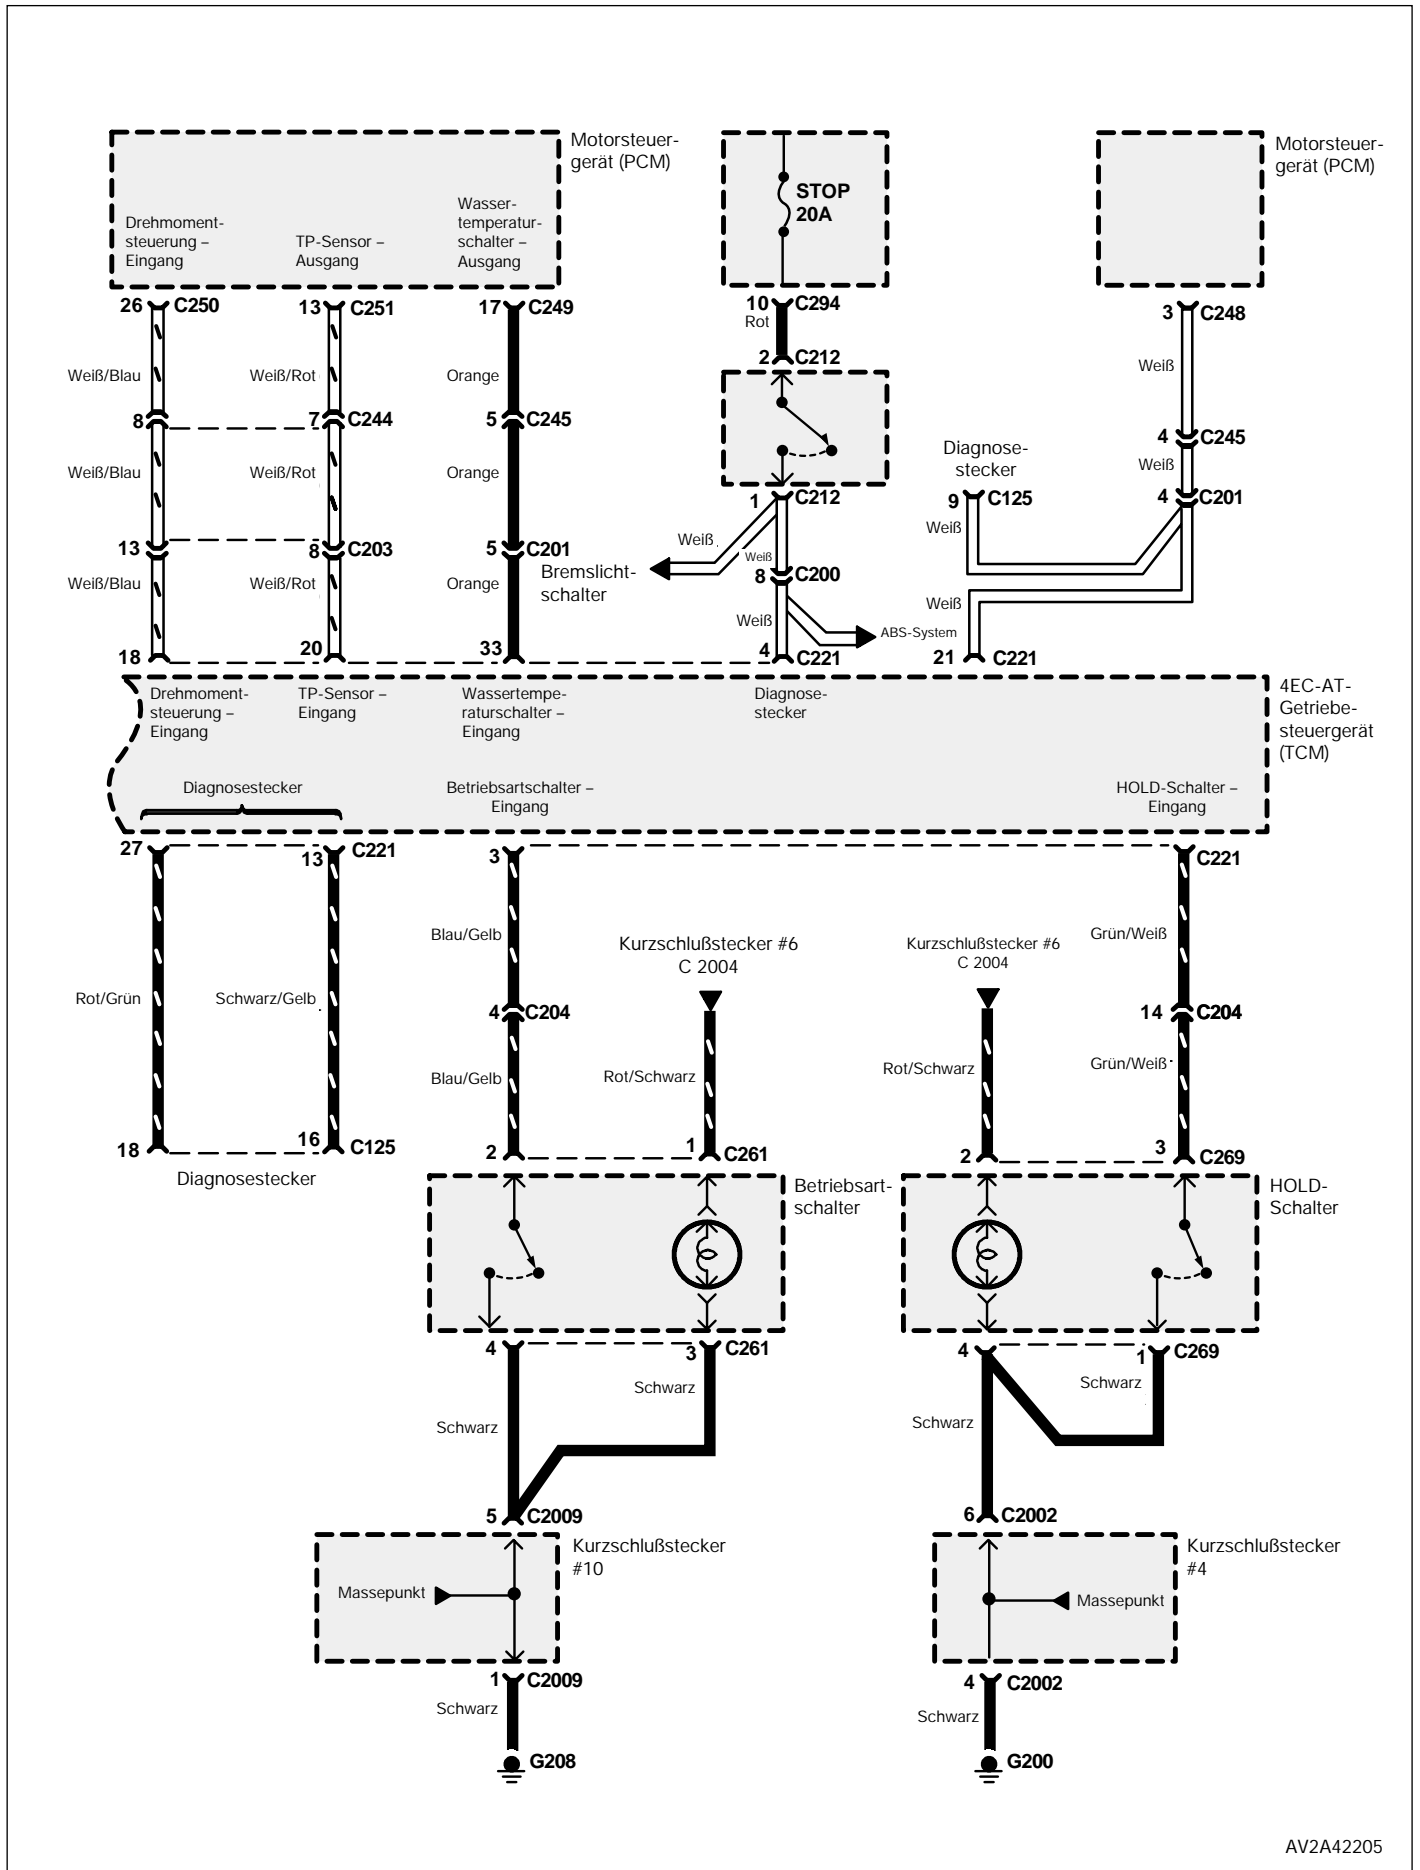 Motorsteuer-
gerät (PCM)
Drehmoment-
steuerung –
Eingang
TP-Sensor –
Ausgang
Wasser-
temperatur-
schalter –
Ausgang
STOP
20A
Motorsteuer-
gerät (PCM)
26 C250
13 C251
17 C249
10 C294
Rot
3 C248
2 C212
Weiß/Blau
Weiß/Rot
Orange
Weiß
8
7 C244
5 C245
4 C245
Diagnose-
stecker
Weiß/Blau
Weiß/Rot
Orange
Weiß
1 C212
9 C125
4 C201
Weiß
Weiß
Weiß
13
8 C203
5 C201
Bremslicht-
schalter
8 C200
Weiß/Blau
Weiß/Rot
Orange
Weiß
Weiß
ABS-System
18
20
33
4 C221
21 C221
Drehmoment-
steuerung –
Eingang
TP-Sensor –
Eingang
Wassertempe-
raturschalter –
Eingang
Diagnose-
stecker
4EC-AT-
Getriebe-
steuergerät
(TCM)
Diagnosestecker
Betriebsartschalter –
Eingang
HOLD-Schalter –
Eingang
27
13 C221
3
C221
Blau/Gelb
Kurzschlußstecker #6
C 2004
Kurzschlußstecker #6
C 2004
Grün/Weiß
Rot/Grün
Schwarz/Gelb
4 C204
14 C204
Blau/Gelb
Rot/Schwarz
Rot/Schwarz
Grün/Weiß
18
16 C125
2
1 C261
2
3 C269
Diagnosestecker
Betriebsart-
schalter
HOLD-
Schalter
4
3 C261
4
1 C269
Schwarz
Schwarz
Schwarz
Schwarz
5 C2009
6 C2002
Kurzschlußstecker
#10
Kurzschlußstecker
#4
Massepunkt
Massepunkt
1 C2009
4 C2002
Schwarz
Schwarz
G208
G200
AV2A42205